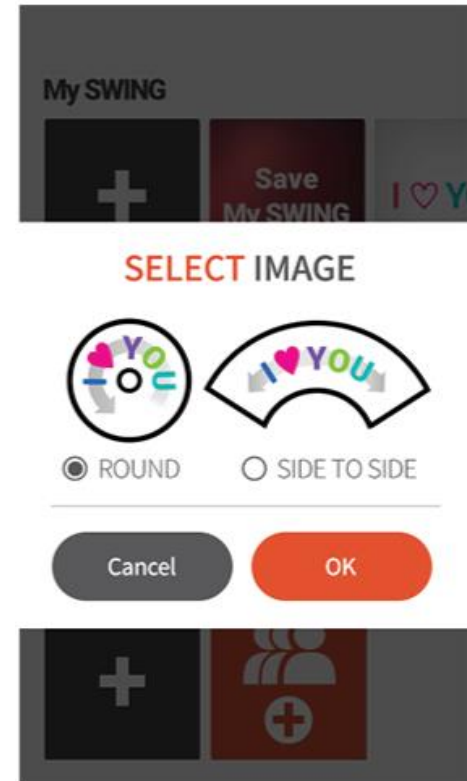 My SWING
Save
My SWING
I ♡ Y
SELECT IMAGE
I ♥ YOU
I ♥ YOU
ROUND
SIDE TO SIDE
Cancel
OK